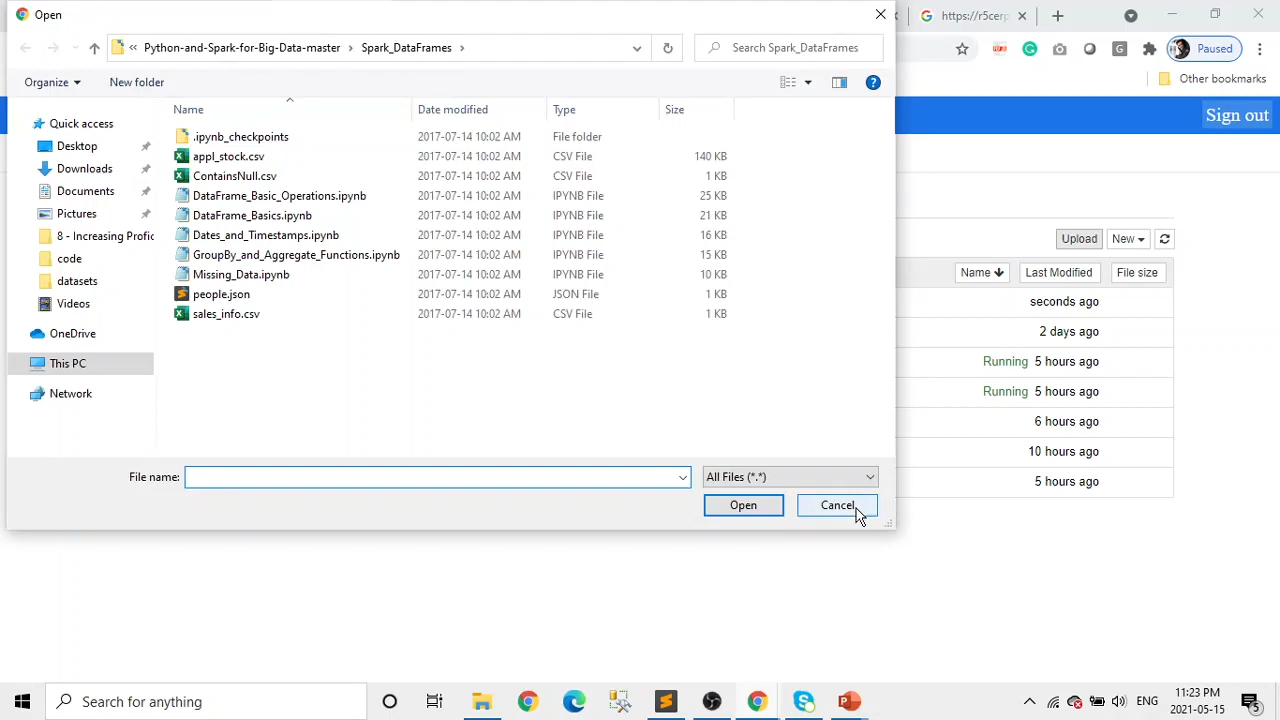 Open
https://r5cerp
« Python-and-Spark-for-Big-Data-master › Spark_DataFrames ›
Search Spark_DataFrames
Paused
Organize
New folder
Other bookmarks
Name
Date modified
Type
Size
Sign out
Quick access
Desktop
Downloads
Documents
Pictures
8 - Increasing Profic
code
datasets
Videos
OneDrive
This PC
Network
.ipynb_checkpoints 2017-07-14 10:02 AM File folder
appl_stock.csv 2017-07-14 10:02 AM CSV File 140 KB
ContainsNull.csv 2017-07-14 10:02 AM CSV File 1 KB
DataFrame_Basic_Operations.ipynb 2017-07-14 10:02 AM IPYNB File 25 KB
DataFrame_Basics.ipynb 2017-07-14 10:02 AM IPYNB File 21 KB
Dates_and_Timestamps.ipynb 2017-07-14 10:02 AM IPYNB File 16 KB
GroupBy_and_Aggregate_Functions.ipynb 2017-07-14 10:02 AM IPYNB File 15 KB
Missing_Data.ipynb 2017-07-14 10:02 AM IPYNB File 10 KB
people.json 2017-07-14 10:02 AM JSON File 1 KB
sales_info.csv 2017-07-14 10:02 AM CSV File 1 KB
Upload
New
Name
Last Modified
File size
seconds ago
2 days ago
Running 5 hours ago
Running 5 hours ago
6 hours ago
10 hours ago
5 hours ago
File name:
All Files (*.*)
Open
Cancel
Search for anything
ENG
11:23 PM
2021-05-15
5